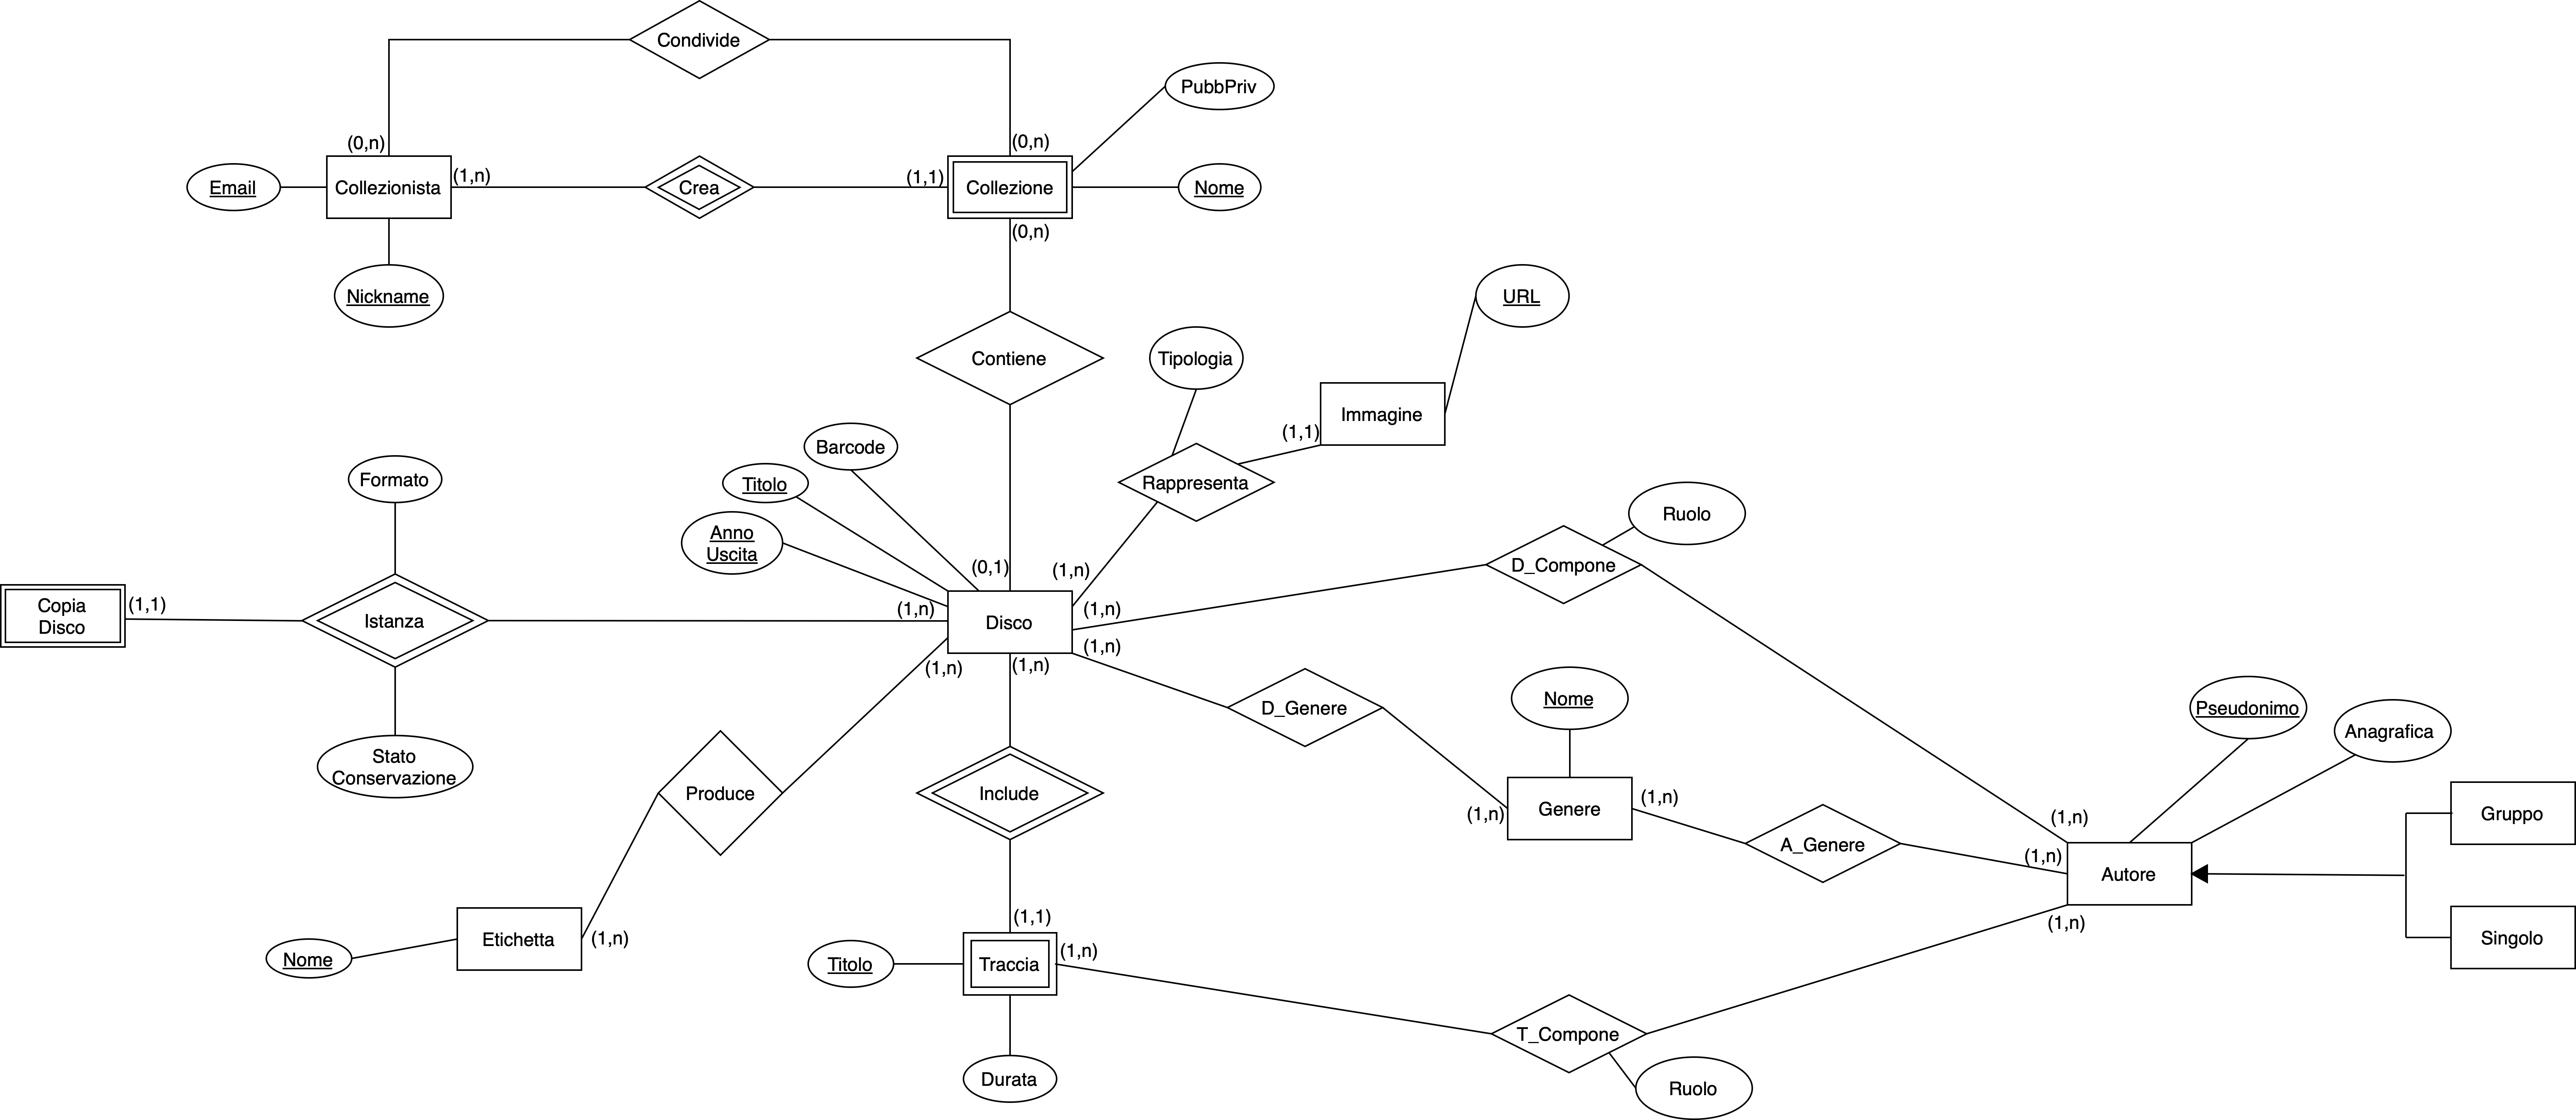 Condivide
PubbPriv
(0,n)
(0,n)
Email
Collezionista
(1,n)
Crea
(1,1)
Collezione
Nome
(0,n)
Nickname
URL
Contiene
Tipologia
Immagine
(1,1)
Barcode
Formato
Titolo
Rappresenta
Ruolo
Anno
Uscita
(0,1)
(1,n)
D_Compone
Copia
Disco
(1,1)
Istanza
(1,n)
Disco
(1,n)
(1,n)
(1,n)
(1,n)
Nome
D_Genere
Pseudonimo
Anagrafica
Stato
Conservazione
Produce
Include
(1,n)
Genere
(1,n)
(1,n)
Gruppo
A_Genere
(1,n)
Autore
(1,1)
(1,n)
Etichetta
(1,n)
Singolo
Nome
Titolo
Traccia
(1,n)
T_Compone
Durata
Ruolo